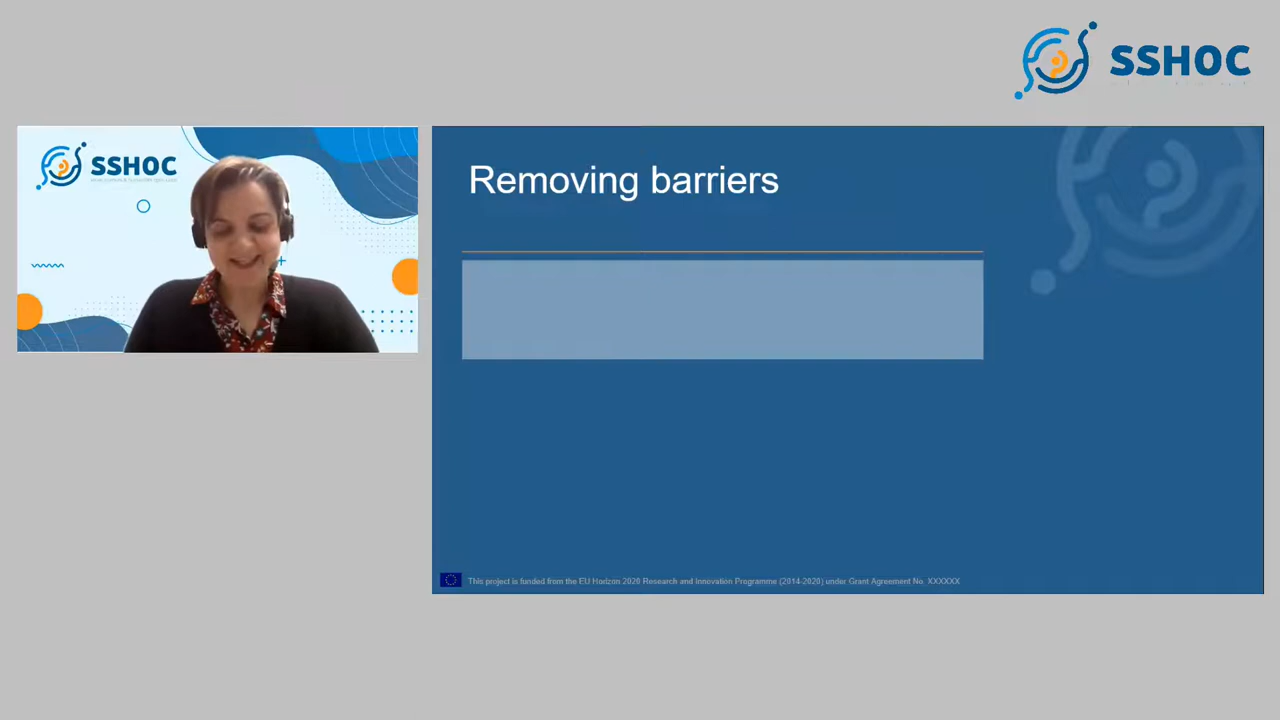 SSHOC
SSHOC
Removing barriers
This project is funded from the EU Horizon 2020 Research and Innovation Programme (2014-2020) under Grant Agreement No. XXXXXX